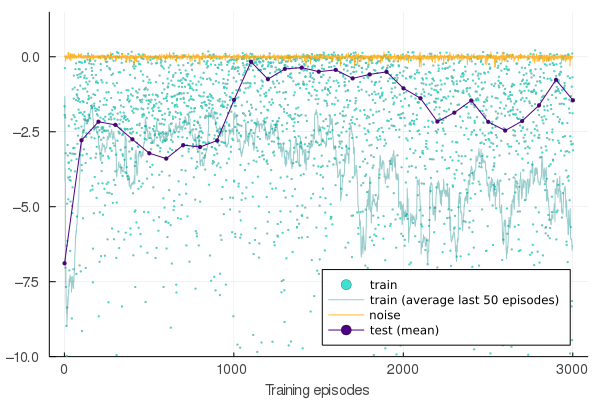 0.0
−2.5
−5.0
−7.5
−10.0
0 1000 2000 3000
Training episodes
train
train (average last 50 episodes)
noise
test (mean)